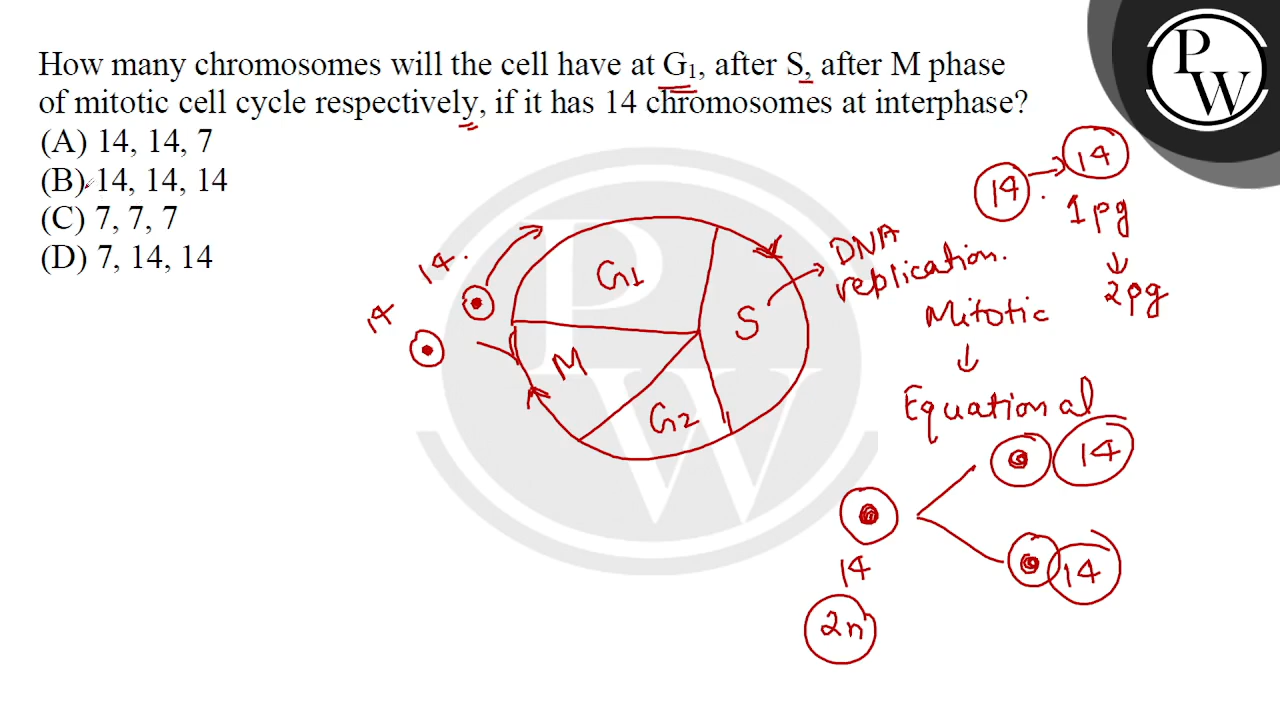 How many chromosomes will the cell have at G₁, after S, after M phase
of mitotic cell cycle respectively, if it has 14 chromosomes at interphase?
(A) 14, 14, 7
(B) 14, 14, 14
(C) 7, 7, 7
(D) 7, 14, 14
P
W
14 → 14
1pg
↓
2pg
DNA
replication.
14.
14
G1
S
M
G2
Mitotic
↓
Equational
14
14
14
2n
PW